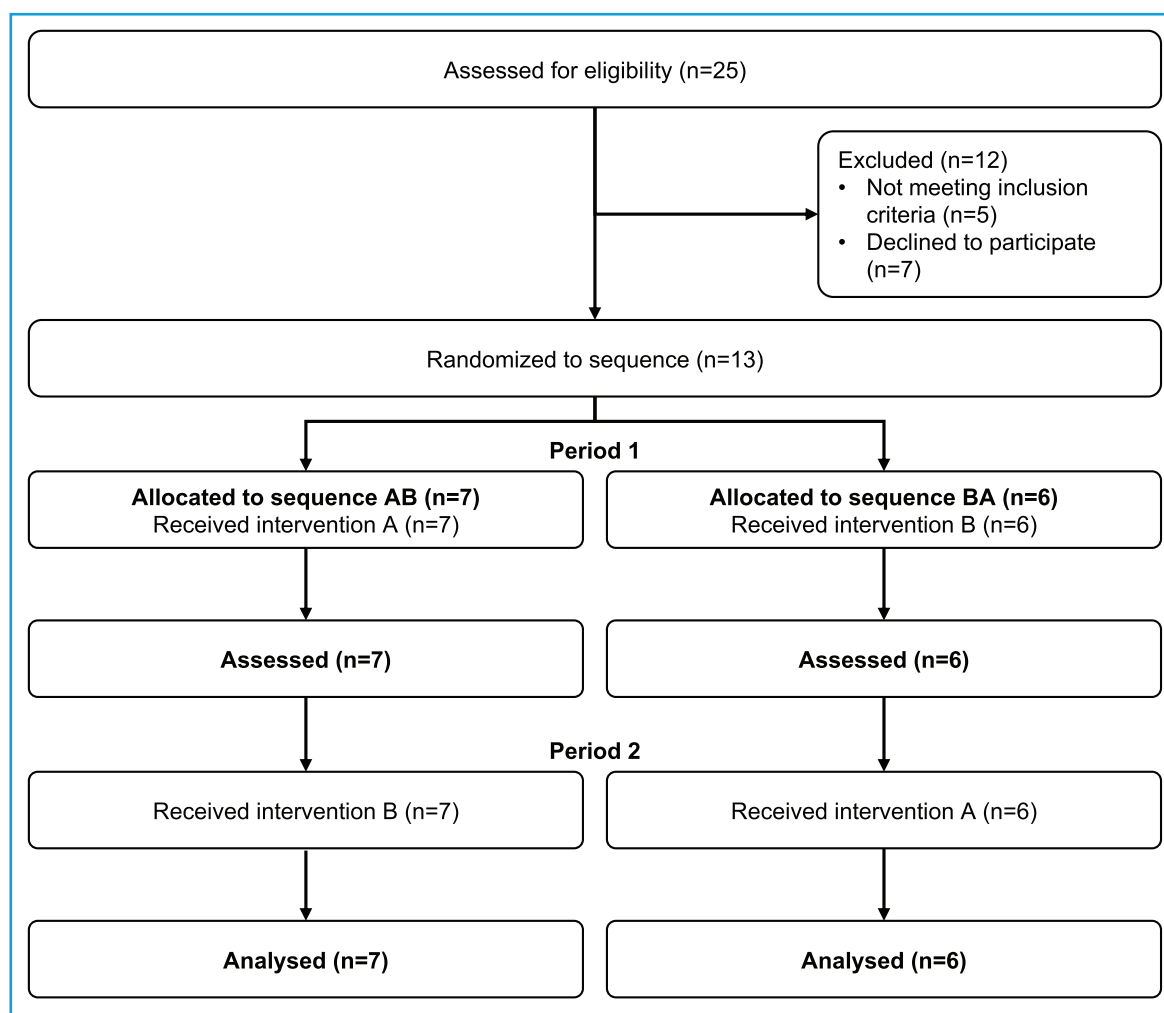 Assessed for eligibility (n=25)
Excluded (n=12)
• Not meeting inclusion
criteria (n=5)
• Declined to participate
(n=7)
Randomized to sequence (n=13)
Period 1
Allocated to sequence AB (n=7)
Received intervention A (n=7)
Allocated to sequence BA (n=6)
Received intervention B (n=6)
Assessed (n=7)
Assessed (n=6)
Period 2
Received intervention B (n=7)
Received intervention A (n=6)
Analysed (n=7)
Analysed (n=6)